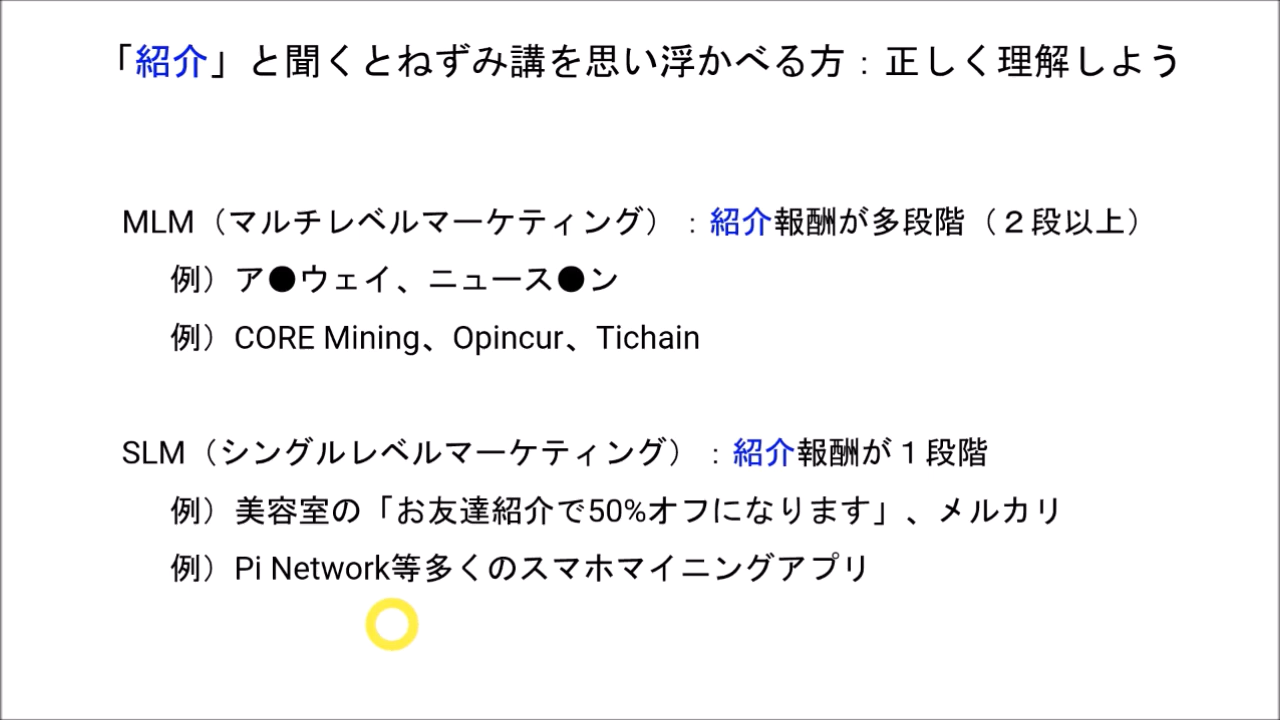 「紹介」と聞くとねずみ講を思い浮かべる方：正しく理解しよう
MLM（マルチレベルマーケティング）：紹介報酬が多段階（２段以上）
例）ア●ウェイ、ニュース●ン
例）CORE Mining、Opincur、Tichain
SLM（シングルレベルマーケティング）：紹介報酬が１段階
例）美容室の「お友達紹介で50%オフになります」、メルカリ
例）Pi Network等多くのスマホマイニングアプリ